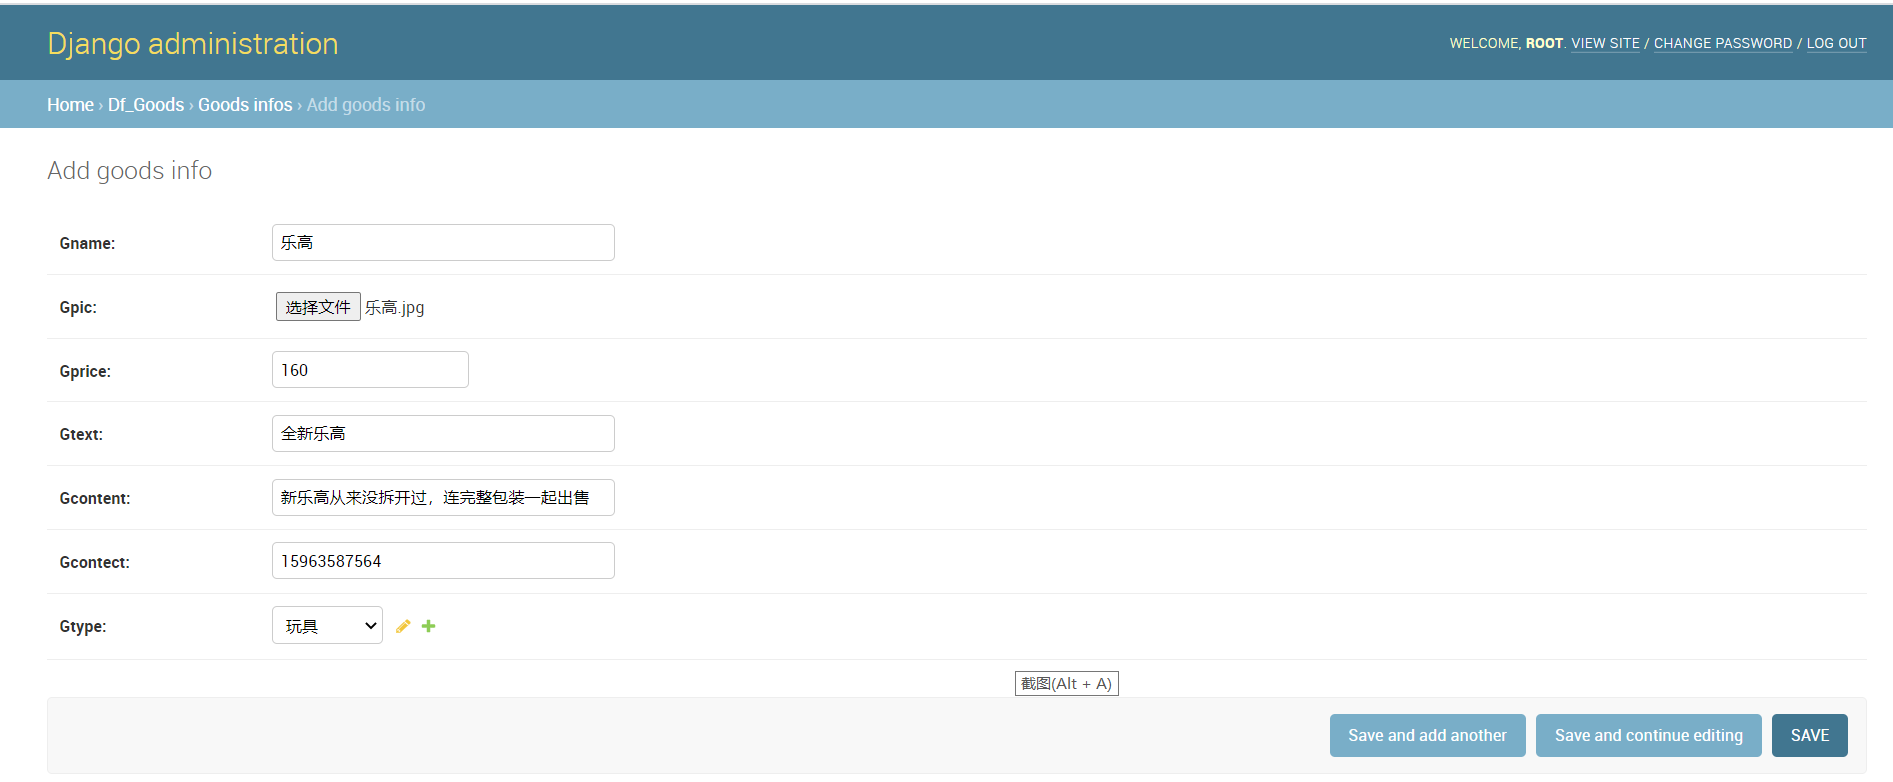 Django administration
WELCOME, ROOT. VIEW SITE / CHANGE PASSWORD / LOG OUT
Home › Df_Goods › Goods infos › Add goods info
Add goods info
Gname: 乐高
Gpic: 选择文件 乐高.jpg
Gprice: 160
Gtext: 全新乐高
Gcontent: 新乐高从来没拆开过，连完整包装一起出售
Gcontect: 15963587564
Gtype: 玩具
截图(Alt + A)
Save and add another Save and continue editing SAVE